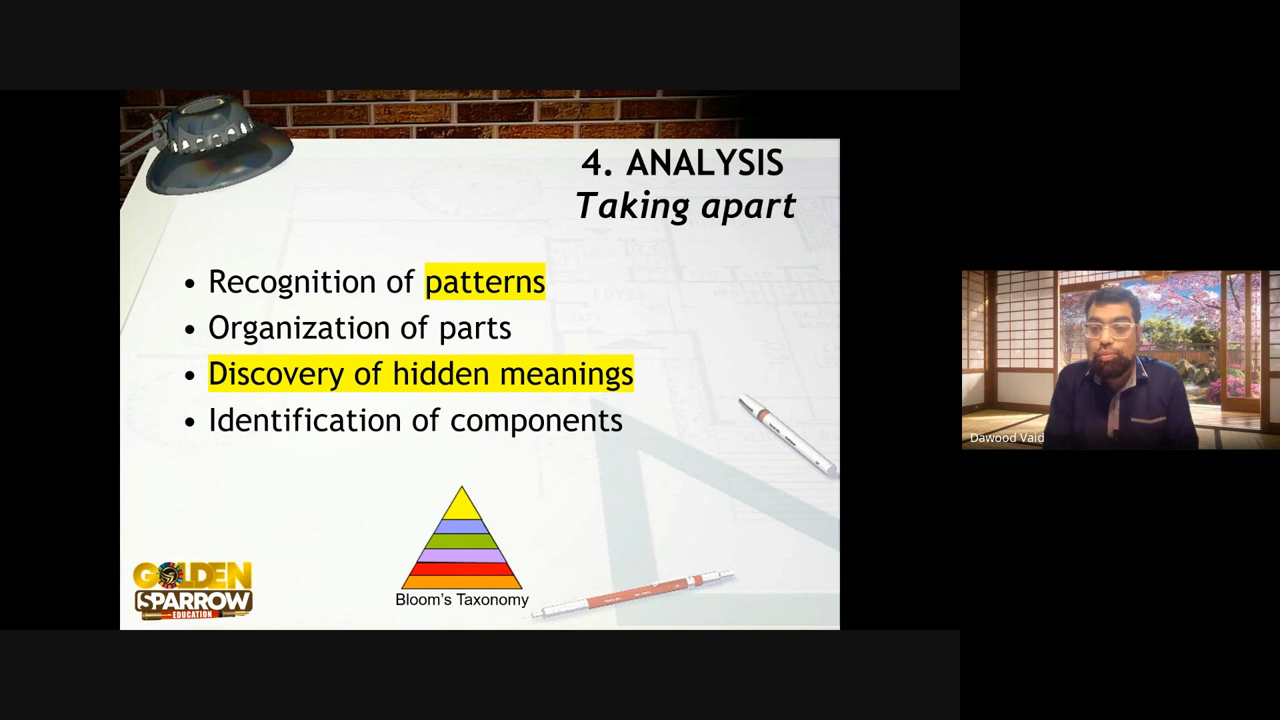 4. ANALYSIS
Taking apart
• Recognition of patterns
• Organization of parts
• Discovery of hidden meanings
• Identification of components
Bloom's Taxonomy
GOLDEN
SPARROW
EDUCATION
Dawood Vaid